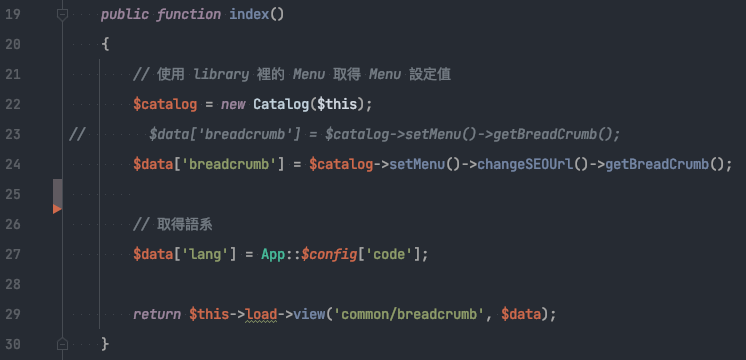 19 public function index()
20 {
21 // 使用 library 裡的 Menu 取得 Menu 設定值
22 $catalog = new Catalog($this);
23 // $data['breadcrumb'] = $catalog->setMenu()->getBreadCrumb();
24 $data['breadcrumb'] = $catalog->setMenu()->changeSEOUrl()->getBreadCrumb();
25
26 // 取得語系
27 $data['lang'] = App::$config['code'];
28
29 return $this->load->view('common/breadcrumb', $data);
30 }